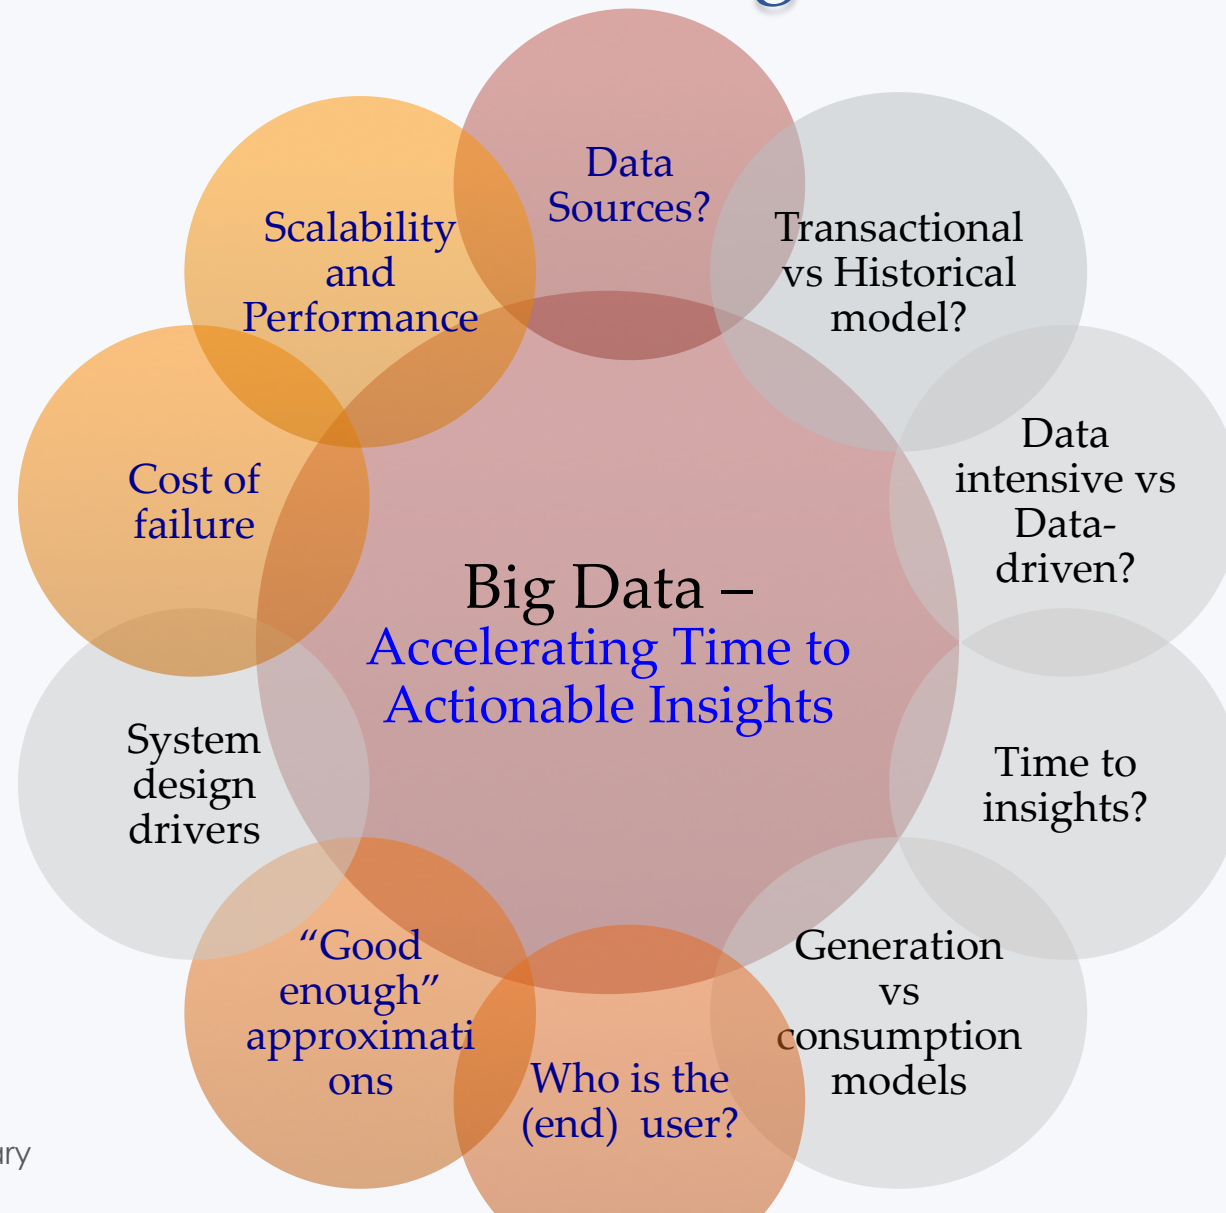 Data
Sources?
Transactional
vs Historical
model?
Data
intensive vs
Data-
driven?
Time to
insights?
Generation
vs
consumption
models
Who is the
(end) user?
“Good
enough”
approximati
ons
System
design
drivers
Cost of
failure
Scalability
and
Performance
Big Data –
Accelerating Time to
Actionable Insights